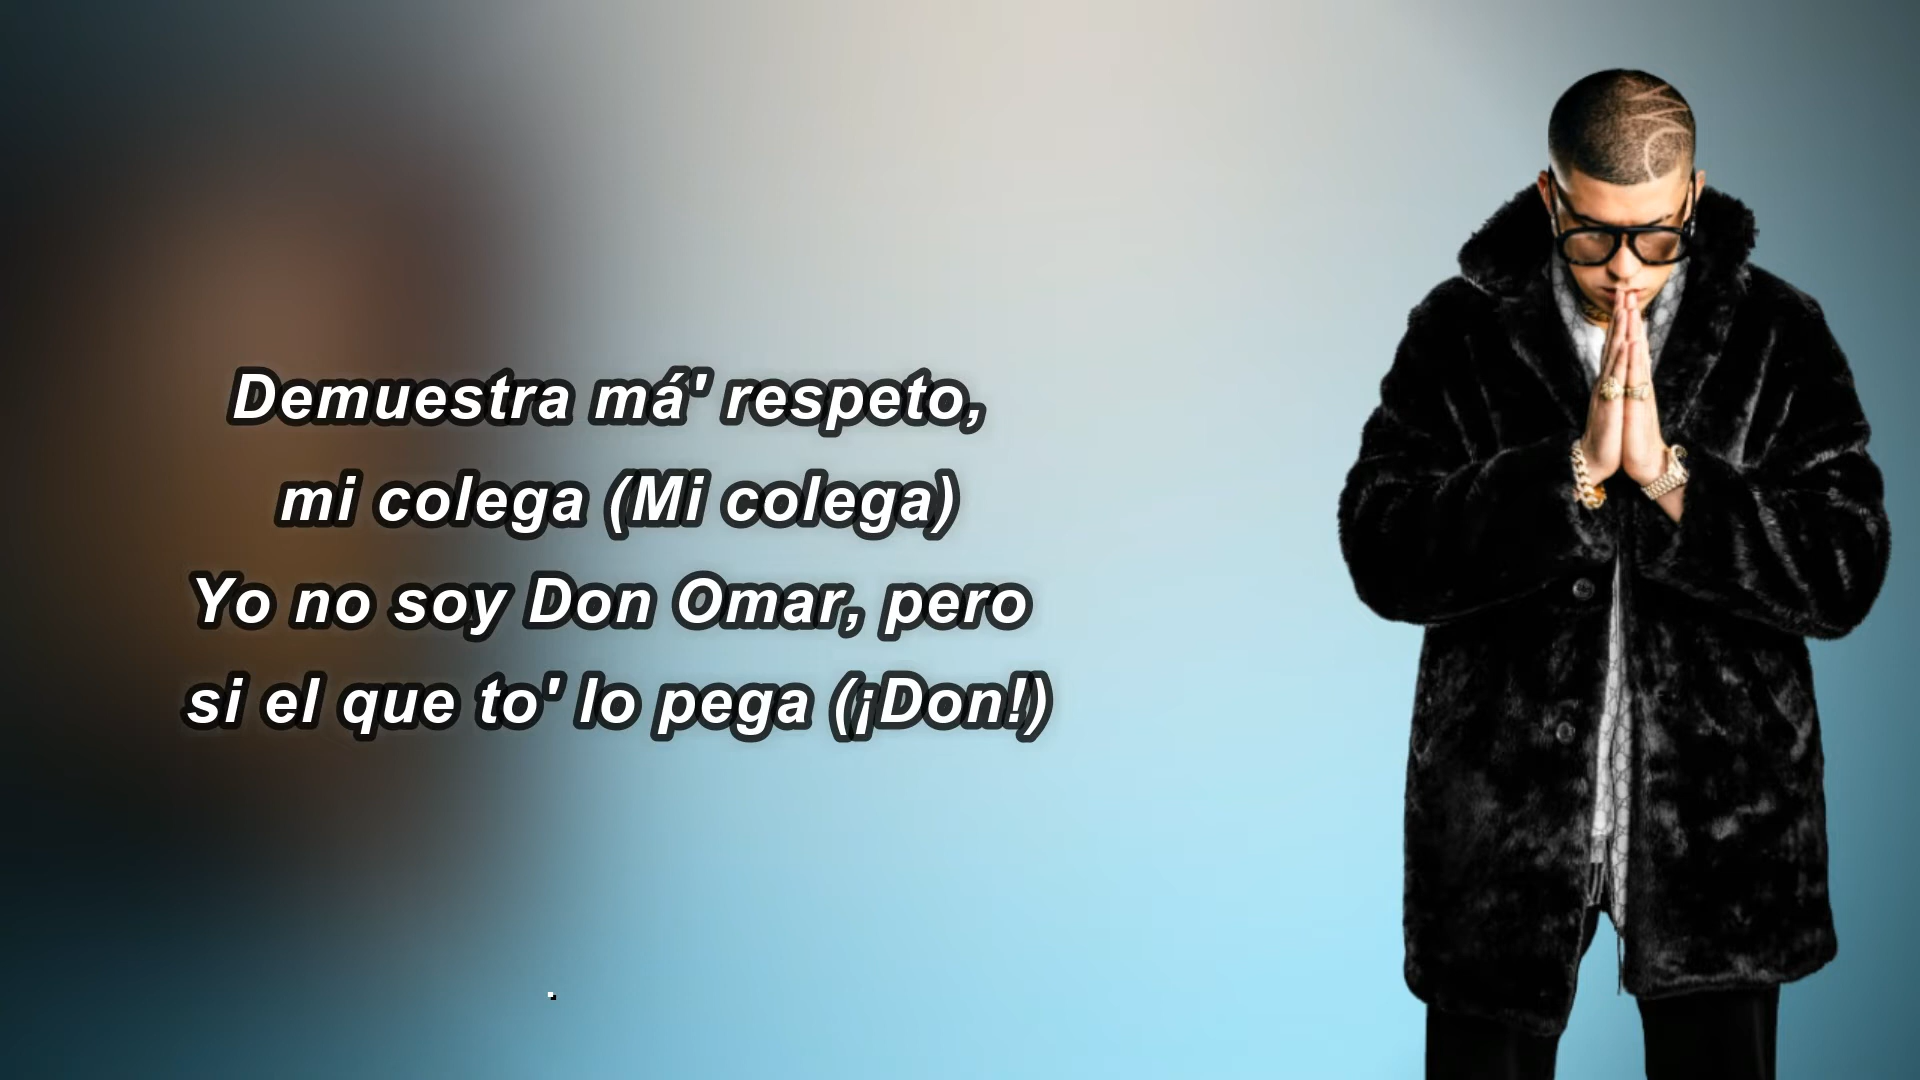 Demuestra má' respeto,
mi colega (Mi colega)
Yo no soy Don Omar, pero
si el que to' lo pega (¡Don!)